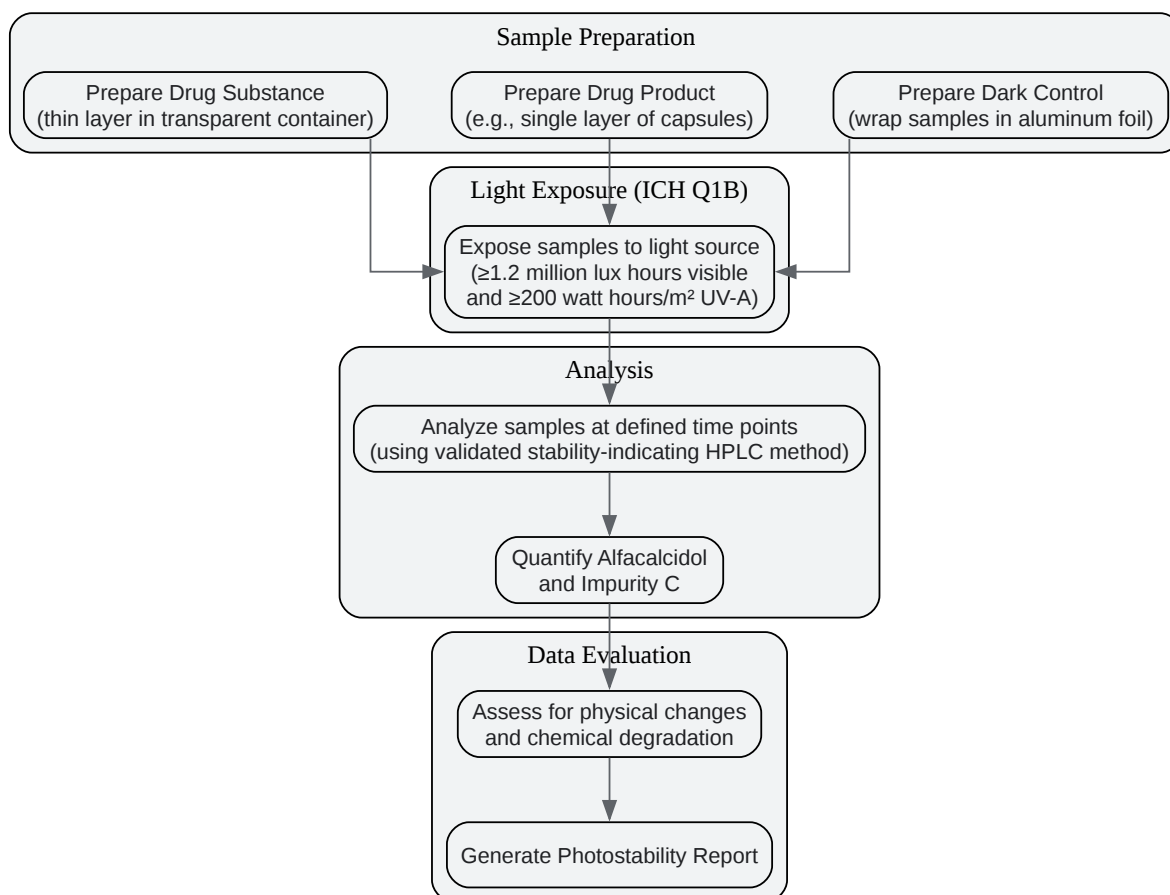 Sample Preparation
Prepare Drug Substance
(thin layer in transparent container)
Prepare Drug Product
(e.g., single layer of capsules)
Prepare Dark Control
(wrap samples in aluminum foil)
Light Exposure (ICH Q1B)
Expose samples to light source
(≥1.2 million lux hours visible
and ≥200 watt hours/m² UV-A)
Analysis
Analyze samples at defined time points
(using validated stability-indicating HPLC method)
Quantify Alfacalcidol
and Impurity C
Data Evaluation
Assess for physical changes
and chemical degradation
Generate Photostability Report